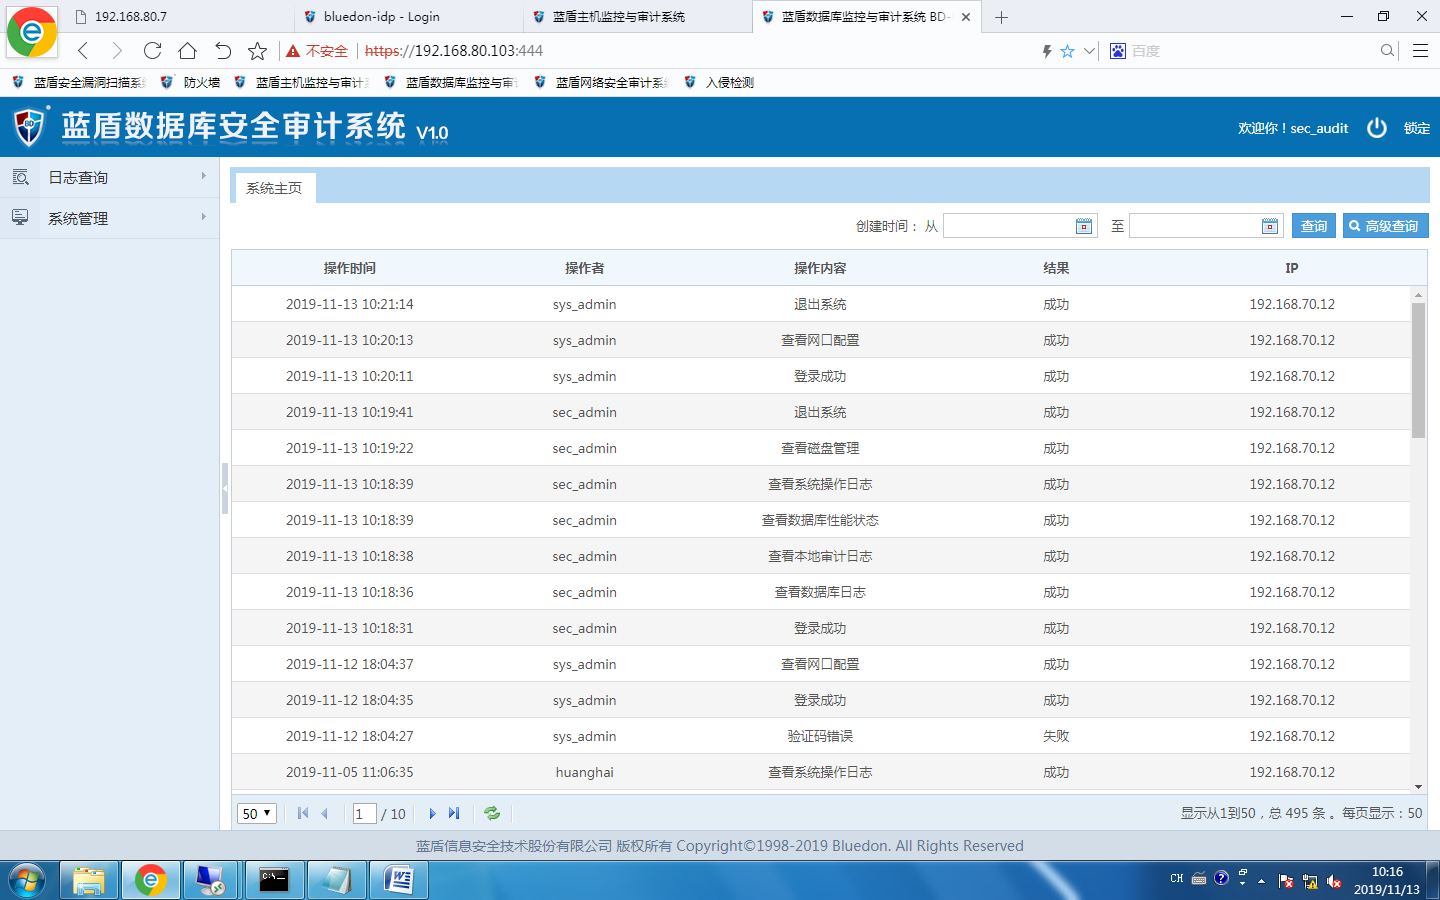 192.168.80.7
bluedon-idp - Login
蓝盾主机监控与审计系统
蓝盾数据库监控与审计系统 BD-
不安全
https://192.168.80.103:444
百度
蓝盾安全漏洞扫描系
防火墙
蓝盾主机监控与审计
蓝盾数据库监控与审
蓝盾网络安全审计系
入侵检测
蓝盾数据库安全审计系统 V1.0
欢迎你！sec_audit
锁定
日志查询
系统管理
系统主页
创建时间： 从
至
查询
高级查询
操作时间 操作者 操作内容 结果 IP
2019-11-13 10:21:14 sys_admin 退出系统 成功 192.168.70.12
2019-11-13 10:20:13 sys_admin 查看网口配置 成功 192.168.70.12
2019-11-13 10:20:11 sys_admin 登录成功 成功 192.168.70.12
2019-11-13 10:19:41 sec_admin 退出系统 成功 192.168.70.12
2019-11-13 10:19:22 sec_admin 查看磁盘管理 成功 192.168.70.12
2019-11-13 10:18:39 sec_admin 查看系统操作日志 成功 192.168.70.12
2019-11-13 10:18:39 sec_admin 查看数据库性能状态 成功 192.168.70.12
2019-11-13 10:18:38 sec_admin 查看本地审计日志 成功 192.168.70.12
2019-11-13 10:18:36 sec_admin 查看数据库日志 成功 192.168.70.12
2019-11-13 10:18:31 sec_admin 登录成功 成功 192.168.70.12
2019-11-12 18:04:37 sys_admin 查看网口配置 成功 192.168.70.12
2019-11-12 18:04:35 sys_admin 登录成功 成功 192.168.70.12
2019-11-12 18:04:27 sys_admin 验证码错误 失败 192.168.70.12
2019-11-05 11:06:35 huanghai 查看系统操作日志 成功 192.168.70.12
50
1 / 10
显示从1到50，总 495 条 。每页显示：50
蓝盾信息安全技术股份有限公司 版权所有 Copyright©1998-2019 Bluedon. All Rights Reserved
C:\
CH
10:16
2019/11/13